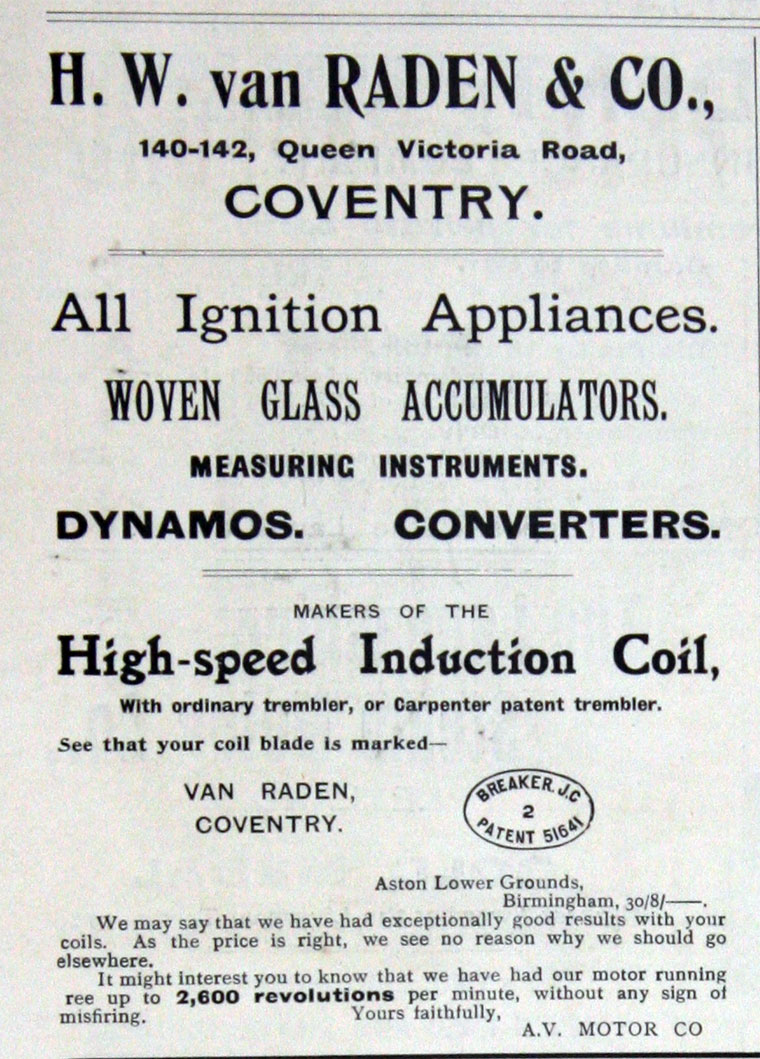 H. W. van RADEN & CO.,
140-142, Queen Victoria Road,
COVENTRY.
All Ignition Appliances.
WOVEN GLASS ACCUMULATORS.
MEASURING INSTRUMENTS.
DYNAMOS. CONVERTERS.
MAKERS OF THE
High-speed Induction Coil,
With ordinary trembler, or Carpenter patent trembler.
See that your coil blade is marked—
VAN RADEN,
COVENTRY.
BREAKER. J.C
2
PATENT 51641
Aston Lower Grounds,
Birmingham, 30/8/——.
We may say that we have had exceptionally good results with your
coils. As the price is right, we see no reason why we should go
elsewhere.
It might interest you to know that we have had our motor running
ree up to 2,600 revolutions per minute, without any sign of
misfiring. Yours faithfully,
A.V. MOTOR CO